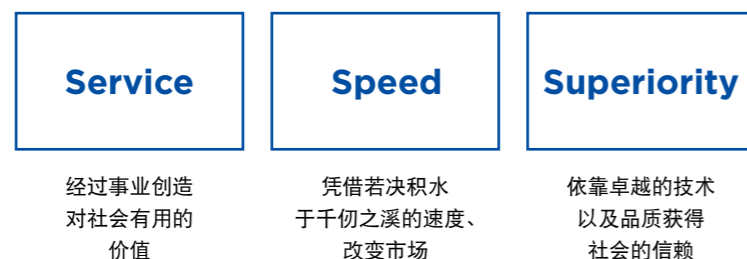 Service
经过事业创造
对社会有用的
价值
Speed
凭借若决积水
于千仞之溪的速度、
改变市场
Superiority
依靠卓越的技术
以及品质获得
社会的信赖